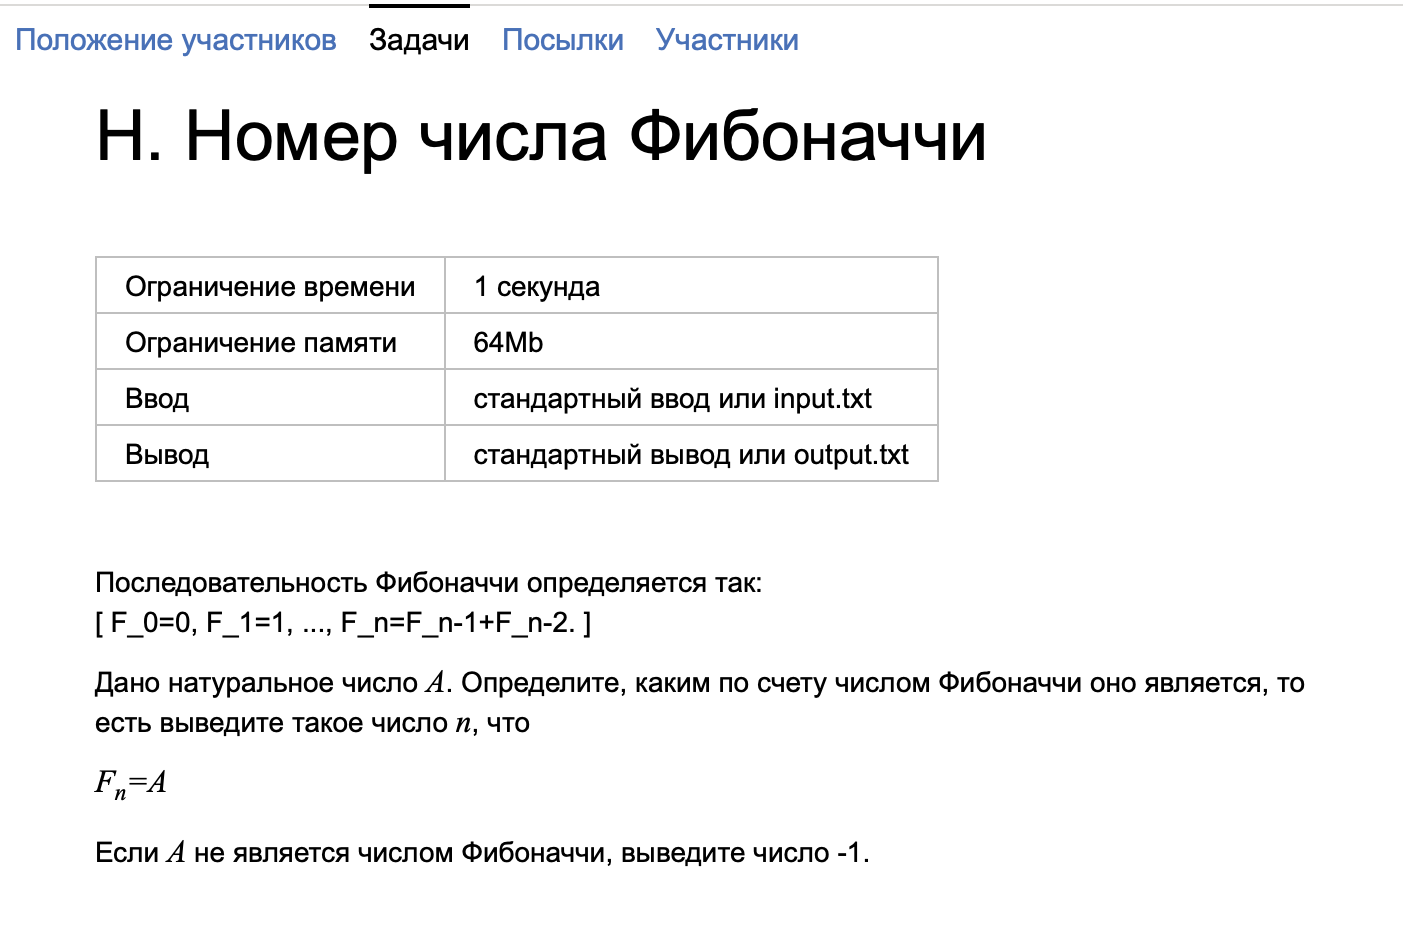 Положение участников Задачи Посылки Участники
H. Номер числа Фибоначчи
Ограничение времени 1 секунда
Ограничение памяти 64Mb
Ввод стандартный ввод или input.txt
Вывод стандартный вывод или output.txt
Последовательность Фибоначчи определяется так:
[ F_0=0, F_1=1, ..., F_n=F_n-1+F_n-2. ]
Дано натуральное число A. Определите, каким по счету числом Фибоначчи оно является, то
есть выведите такое число n, что
Fn=A
Если A не является числом Фибоначчи, выведите число -1.